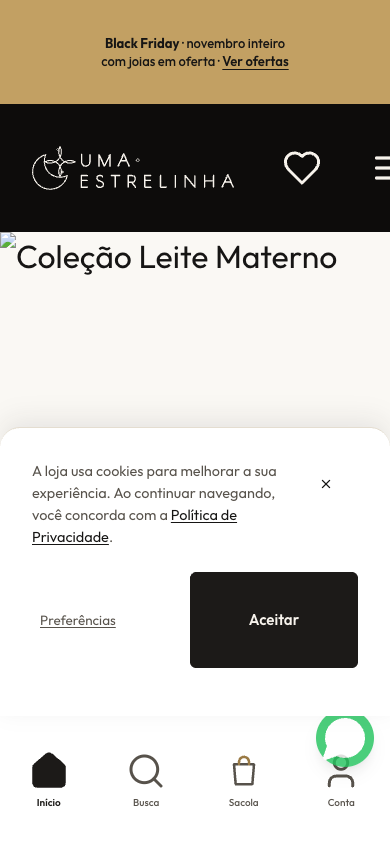 Black Friday · novembro inteiro
com joias em oferta · Ver ofertas
UMA
ESTRELINHA
Coleção Leite Materno
A loja usa cookies para melhorar a sua
experiência. Ao continuar navegando,
você concorda com a Política de
Privacidade.
Preferências
Aceitar
Início
Busca
Sacola
Conta